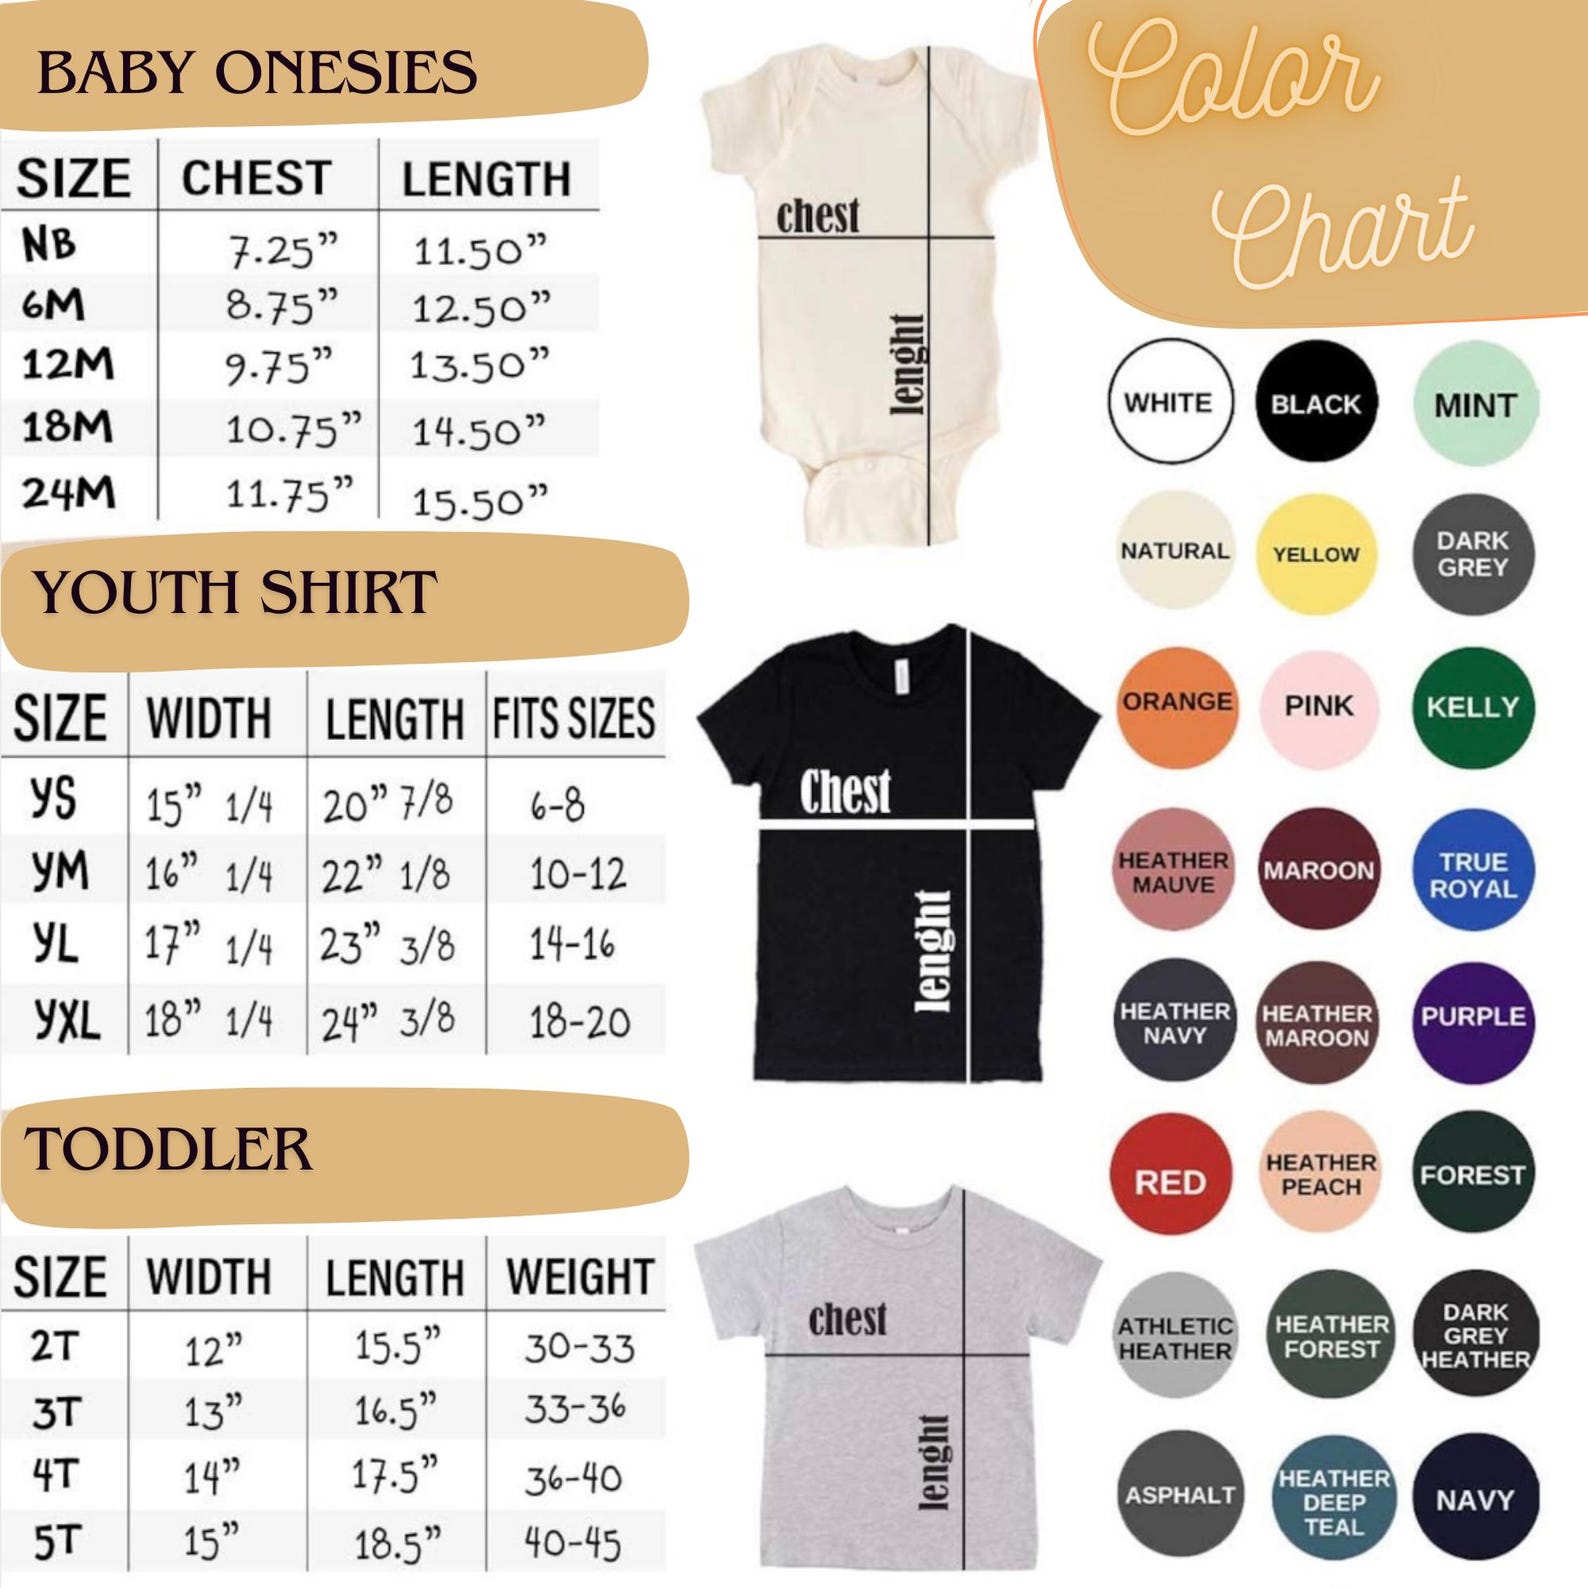 BABY ONESIES
SIZE CHEST LENGTH
NB 7.25” 11.50”
6M 8.75” 12.50”
12M 9.75” 13.50”
18M 10.75” 14.50”
24M 11.75” 15.50”
chest
lenght
YOUTH SHIRT
SIZE WIDTH LENGTH FITS SIZES
YS 15” 1/4 20” 7/8 6-8
YM 16” 1/4 22” 1/8 10-12
YL 17” 1/4 23” 3/8 14-16
YXL 18” 1/4 24” 3/8 18-20
Chest
lenght
TODDLER
SIZE WIDTH LENGTH WEIGHT
2T 12” 15.5” 30-33
3T 13” 16.5” 33-36
4T 14” 17.5” 36-40
5T 15” 18.5” 40-45
chest
lenght
Color
Chart
WHITE
BLACK
MINT
NATURAL
YELLOW
DARK
GREY
ORANGE
PINK
KELLY
HEATHER
MAUVE
MAROON
TRUE
ROYAL
HEATHER
NAVY
HEATHER
MAROON
PURPLE
RED
HEATHER
PEACH
FOREST
ATHLETIC
HEATHER
HEATHER
FOREST
DARK
GREY
HEATHER
ASPHALT
HEATHER
DEEP
TEAL
NAVY